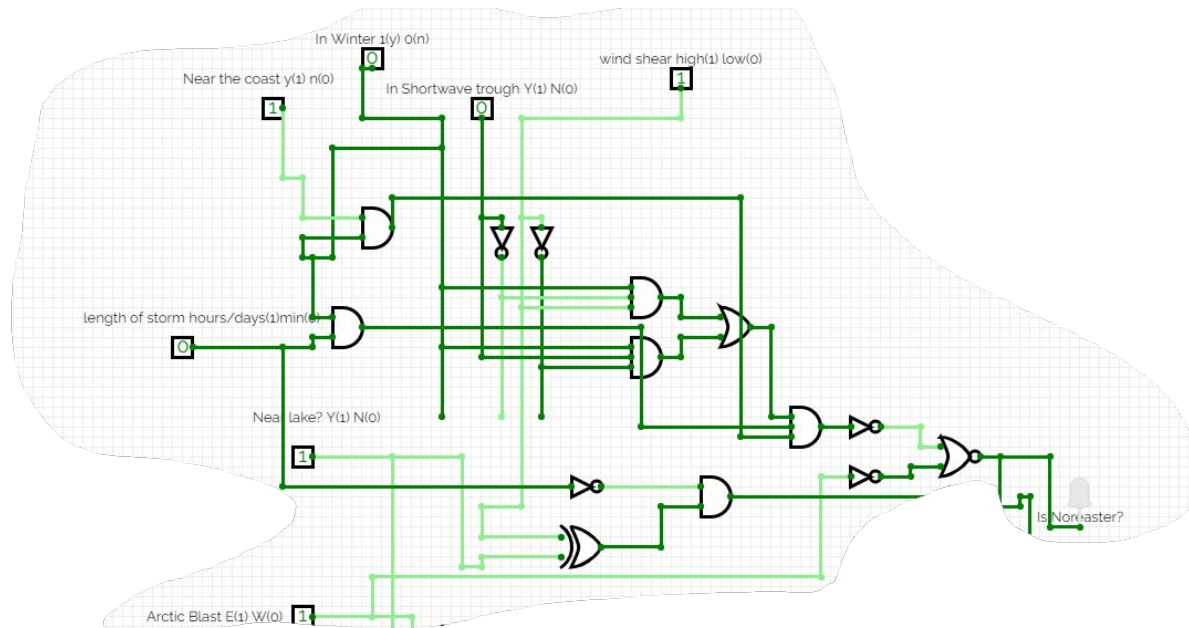 In Winter 1(y) 0(n)
0
Near the coast y(1) n(0)
1
In Shortwave trough Y(1) N(0)
0
wind shear high(1) low(0)
1
length of storm hours/days(1)min(0)
0
Near lake? Y(1) N(0)
1
Is Noreaster?
Arctic Blast E(1) W(0)
1